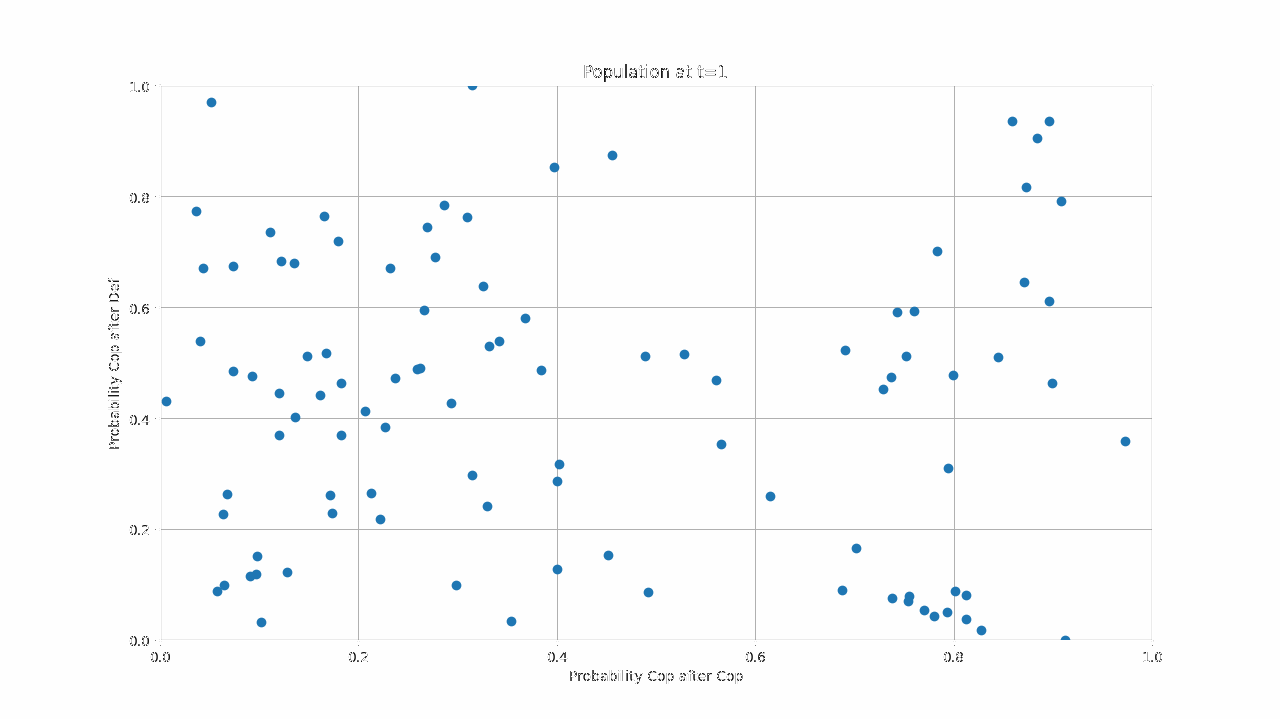 Population at t=1
1.0
0.8
0.6
0.4
0.2
0.0
Probability Cop after Def
0.0 0.2 0.4 0.6 0.8 1.0
Probability Cop after Cop